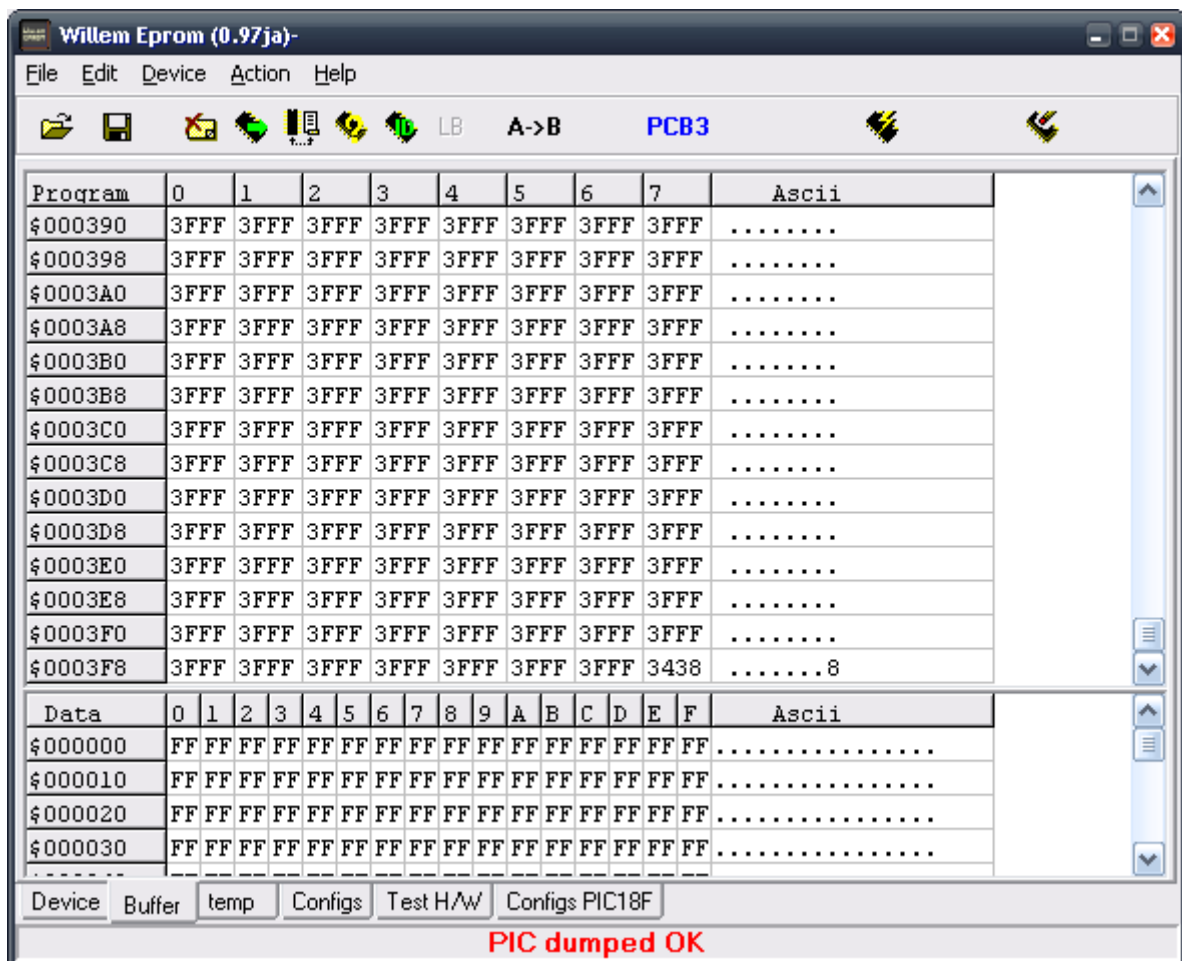 Willem Eprom (0.97ja)-
File Edit Device Action Help
LB A->B PCB3
Program 0 1 2 3 4 5 6 7 Ascii
$000390 3FFF 3FFF 3FFF 3FFF 3FFF 3FFF 3FFF 3FFF ........
$000398 3FFF 3FFF 3FFF 3FFF 3FFF 3FFF 3FFF 3FFF ........
$0003A0 3FFF 3FFF 3FFF 3FFF 3FFF 3FFF 3FFF 3FFF ........
$0003A8 3FFF 3FFF 3FFF 3FFF 3FFF 3FFF 3FFF 3FFF ........
$0003B0 3FFF 3FFF 3FFF 3FFF 3FFF 3FFF 3FFF 3FFF ........
$0003B8 3FFF 3FFF 3FFF 3FFF 3FFF 3FFF 3FFF 3FFF ........
$0003C0 3FFF 3FFF 3FFF 3FFF 3FFF 3FFF 3FFF 3FFF ........
$0003C8 3FFF 3FFF 3FFF 3FFF 3FFF 3FFF 3FFF 3FFF ........
$0003D0 3FFF 3FFF 3FFF 3FFF 3FFF 3FFF 3FFF 3FFF ........
$0003D8 3FFF 3FFF 3FFF 3FFF 3FFF 3FFF 3FFF 3FFF ........
$0003E0 3FFF 3FFF 3FFF 3FFF 3FFF 3FFF 3FFF 3FFF ........
$0003E8 3FFF 3FFF 3FFF 3FFF 3FFF 3FFF 3FFF 3FFF ........
$0003F0 3FFF 3FFF 3FFF 3FFF 3FFF 3FFF 3FFF 3FFF ........
$0003F8 3FFF 3FFF 3FFF 3FFF 3FFF 3FFF 3FFF 3438 .......8
Data 0 1 2 3 4 5 6 7 8 9 A B C D E F Ascii
$000000 FF FF FF FF FF FF FF FF FF FF FF FF FF FF FF FF ................
$000010 FF FF FF FF FF FF FF FF FF FF FF FF FF FF FF FF ................
$000020 FF FF FF FF FF FF FF FF FF FF FF FF FF FF FF FF ................
$000030 FF FF FF FF FF FF FF FF FF FF FF FF FF FF FF FF ................
Device Buffer temp Configs Test H/W Configs PIC18F
PIC dumped OK